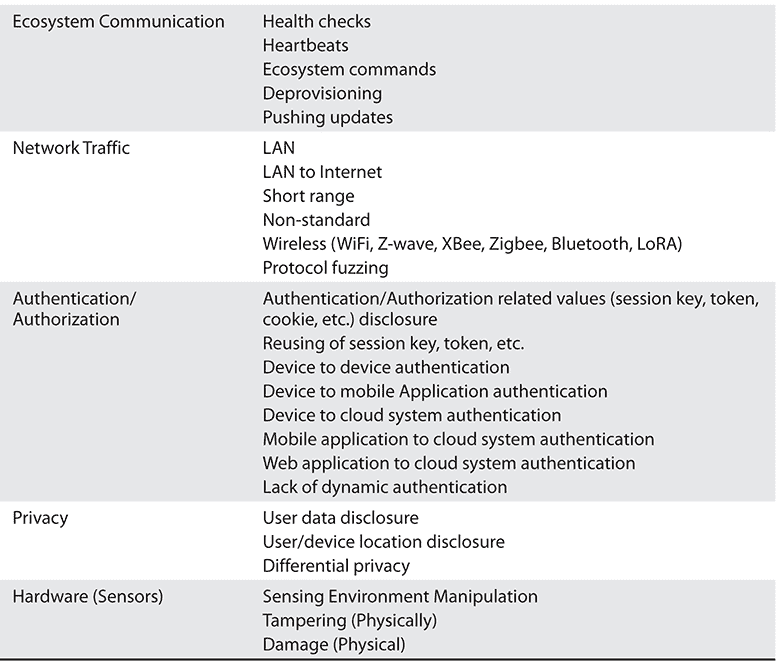 Ecosystem Communication
Health checks
Heartbeats
Ecosystem commands
Deprovisioning
Pushing updates
Network Traffic
LAN
LAN to Internet
Short range
Non-standard
Wireless (WiFi, Z-wave, XBee, Zigbee, Bluetooth, LoRA)
Protocol fuzzing
Authentication/
Authorization
Authentication/Authorization related values (session key, token,
cookie, etc.) disclosure
Reusing of session key, token, etc.
Device to device authentication
Device to mobile Application authentication
Device to cloud system authentication
Mobile application to cloud system authentication
Web application to cloud system authentication
Lack of dynamic authentication
Privacy
User data disclosure
User/device location disclosure
Differential privacy
Hardware (Sensors)
Sensing Environment Manipulation
Tampering (Physically)
Damage (Physical)